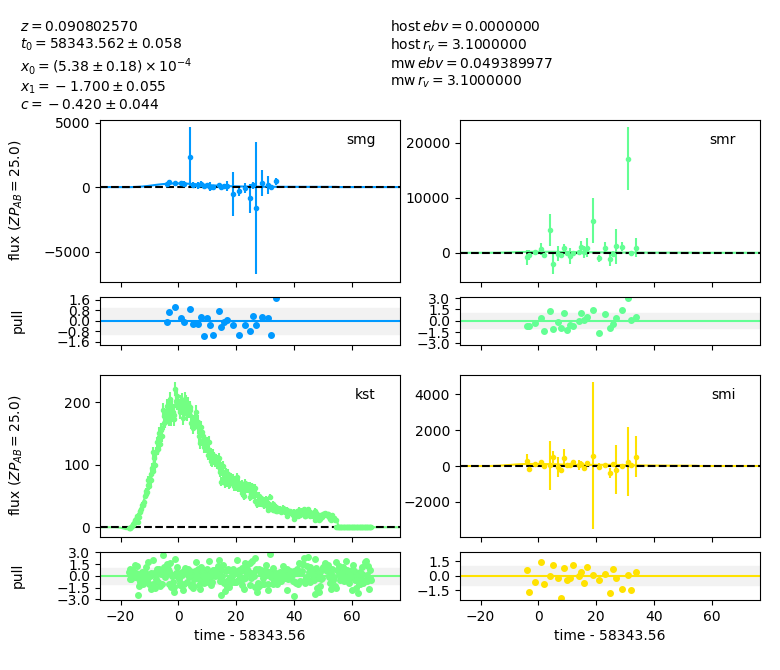 z = 0.090802570
t0 = 58343.562 ± 0.058
x0 = (5.38 ± 0.18) × 10−4
x1 = −1.700 ± 0.055
c = −0.420 ± 0.044
host ebv = 0.0000000
host rv = 3.1000000
mw ebv = 0.049389977
mw rv = 3.1000000
5000
0
−5000
flux (ZPAB = 25.0)
smg
20000
10000
0
smr
1.6
0.8
0.0
−0.8
−1.6
pull
3.0
1.5
0.0
−1.5
−3.0
200
100
0
flux (ZPAB = 25.0)
kst
4000
2000
0
−2000
smi
3.0
1.5
0.0
−1.5
−3.0
pull
1.5
0.0
−1.5
−20 0 20 40 60
time - 58343.56
−20 0 20 40 60
time - 58343.56